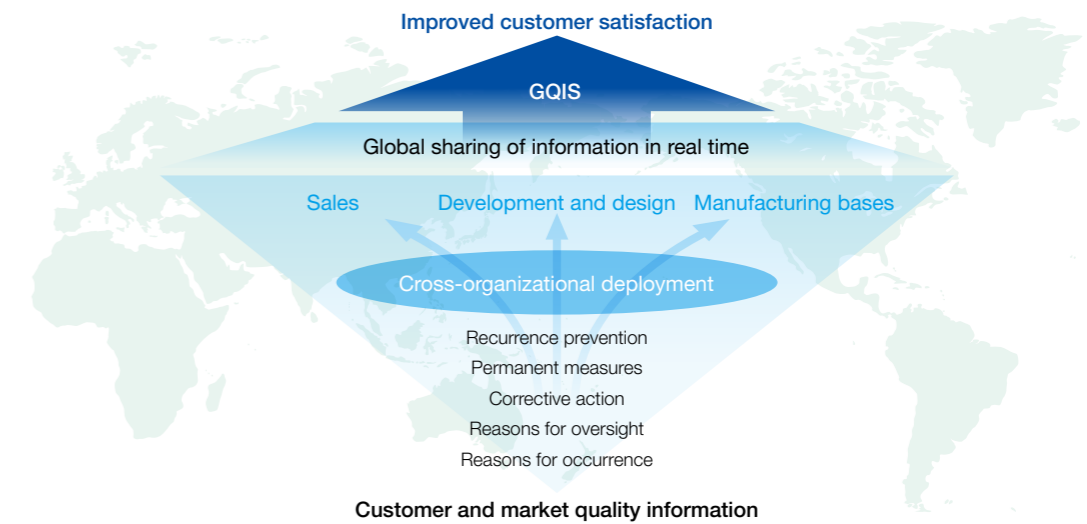 Improved customer satisfaction
GQIS
Global sharing of information in real time
Sales
Development and design
Manufacturing bases
Cross-organizational deployment
Recurrence prevention
Permanent measures
Corrective action
Reasons for oversight
Reasons for occurrence
Customer and market quality information